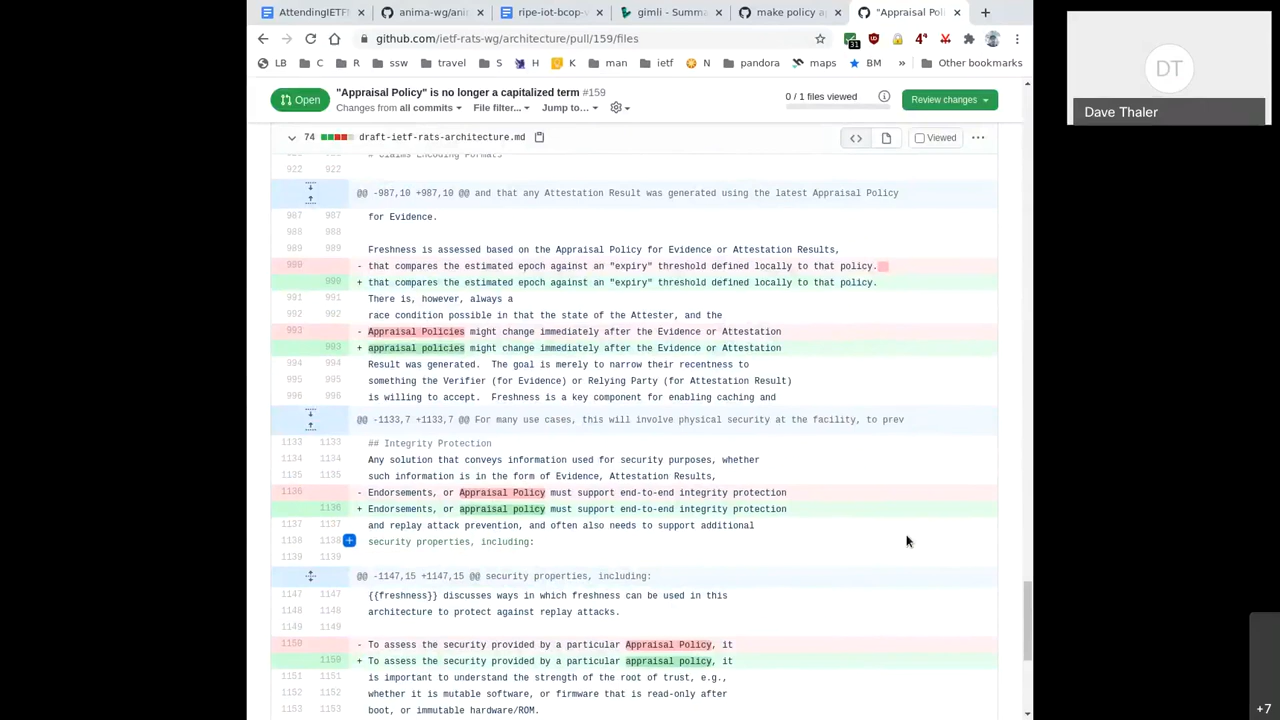 AttendingIETF
anima-wg/ani
ripe-iot-bcop-v
gimli - Summa
make policy ap
"Appraisal Poli
github.com/ietf-rats-wg/architecture/pull/159/files
31
4
LB
C
R
ssw
travel
S
H
K
man
ietf
N
pandora
maps
BM
»
Other bookmarks
Open
"Appraisal Policy" is no longer a capitalized term #159
Changes from all commits
File filter...
Jump to...
0 / 1 files viewed
Review changes
74
draft-ietf-rats-architecture.md
Viewed
# Claims Encoding Formats
922 922
@@ -987,10 +987,10 @@ and that any Attestation Result was generated using the latest Appraisal Policy
987 987 for Evidence.
988 988
989 989 Freshness is assessed based on the Appraisal Policy for Evidence or Attestation Results,
990 - that compares the estimated epoch against an "expiry" threshold defined locally to that policy.
990 + that compares the estimated epoch against an "expiry" threshold defined locally to that policy.
991 991 There is, however, always a
992 992 race condition possible in that the state of the Attester, and the
993 - Appraisal Policies might change immediately after the Evidence or Attestation
993 + appraisal policies might change immediately after the Evidence or Attestation
994 994 Result was generated. The goal is merely to narrow their recentness to
995 995 something the Verifier (for Evidence) or Relying Party (for Attestation Result)
996 996 is willing to accept. Freshness is a key component for enabling caching and
@@ -1133,7 +1133,7 @@ For many use cases, this will involve physical security at the facility, to prev
1133 1133 ## Integrity Protection
1134 1134 Any solution that conveys information used for security purposes, whether
1135 1135 such information is in the form of Evidence, Attestation Results,
1136 - Endorsements, or Appraisal Policy must support end-to-end integrity protection
1136 + Endorsements, or appraisal policy must support end-to-end integrity protection
1137 1137 and replay attack prevention, and often also needs to support additional
1138 1138 security properties, including:
1139 1139
@@ -1147,15 +1147,15 @@ security properties, including:
1147 1147 {{freshness}} discusses ways in which freshness can be used in this
1148 1148 architecture to protect against replay attacks.
1149 1149
1150 - To assess the security provided by a particular Appraisal Policy, it
1150 + To assess the security provided by a particular appraisal policy, it
1151 1151 is important to understand the strength of the root of trust, e.g.,
1152 1152 whether it is mutable software, or firmware that is read-only after
1153 1153 boot, or immutable hardware/ROM.
DT
Dave Thaler
+7